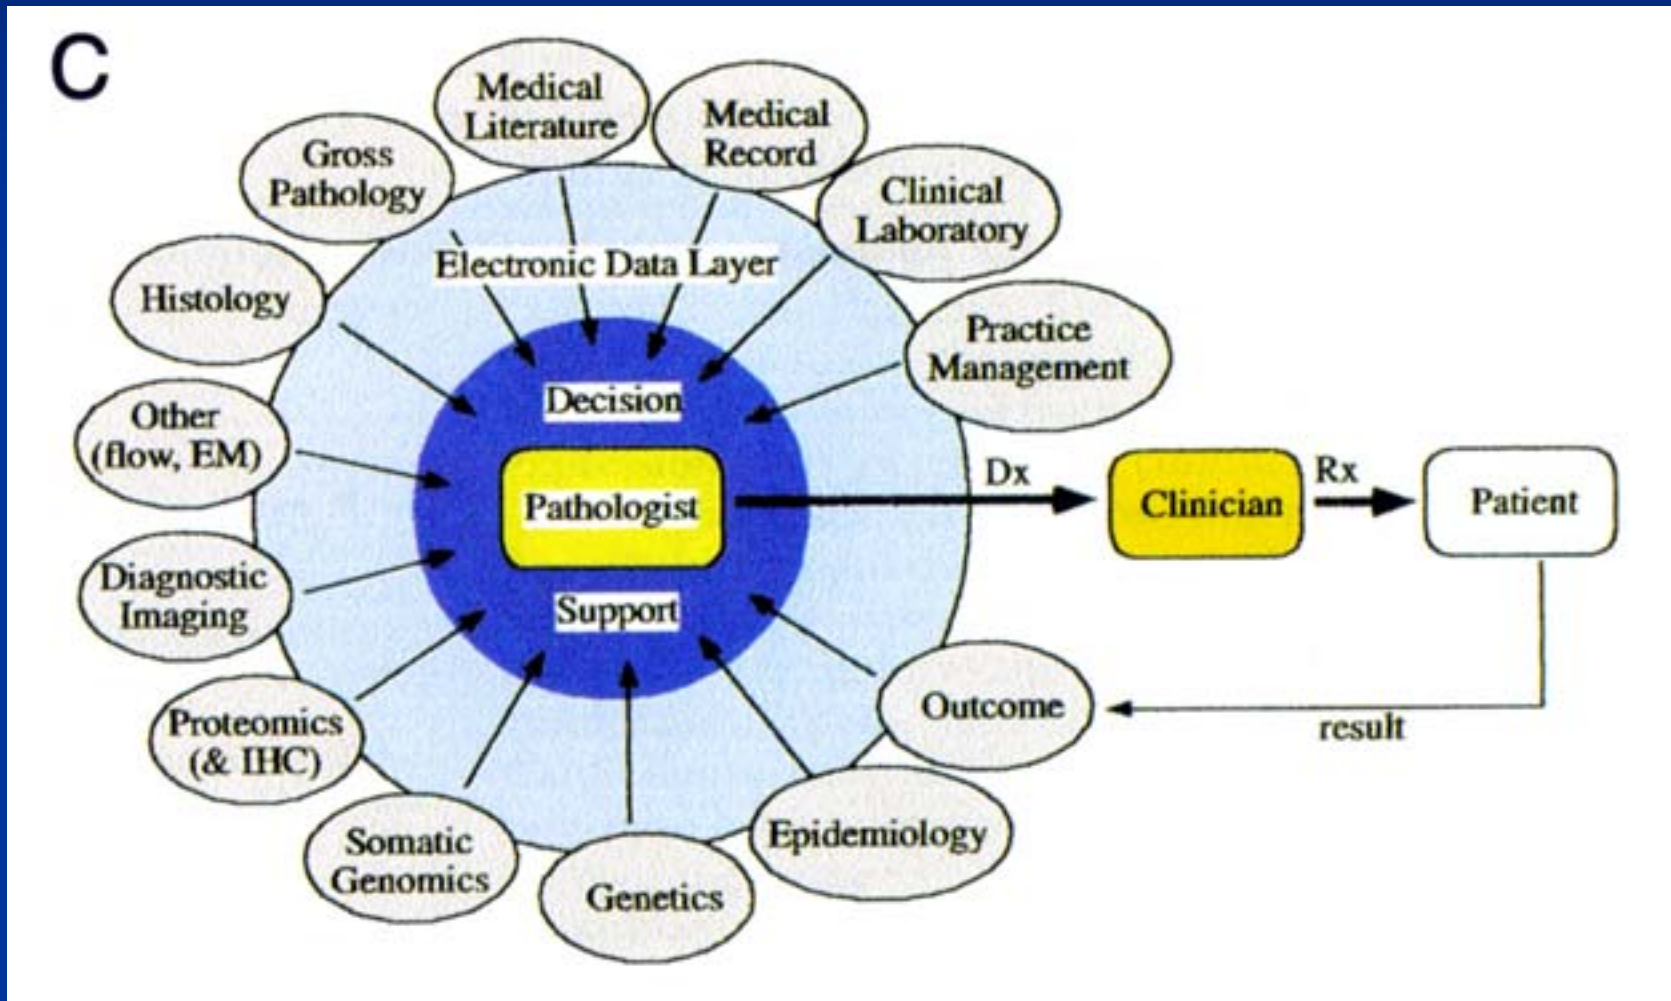 C
Medical
Literature
Medical
Record
Gross
Pathology
Clinical
Laboratory
Electronic Data Layer
Histology
Practice
Management
Decision
Other
(flow, EM)
Dx
Rx
Pathologist
Clinician
Patient
Diagnostic
Imaging
Support
Outcome
result
Proteomics
(& IHC)
Epidemiology
Somatic
Genomics
Genetics